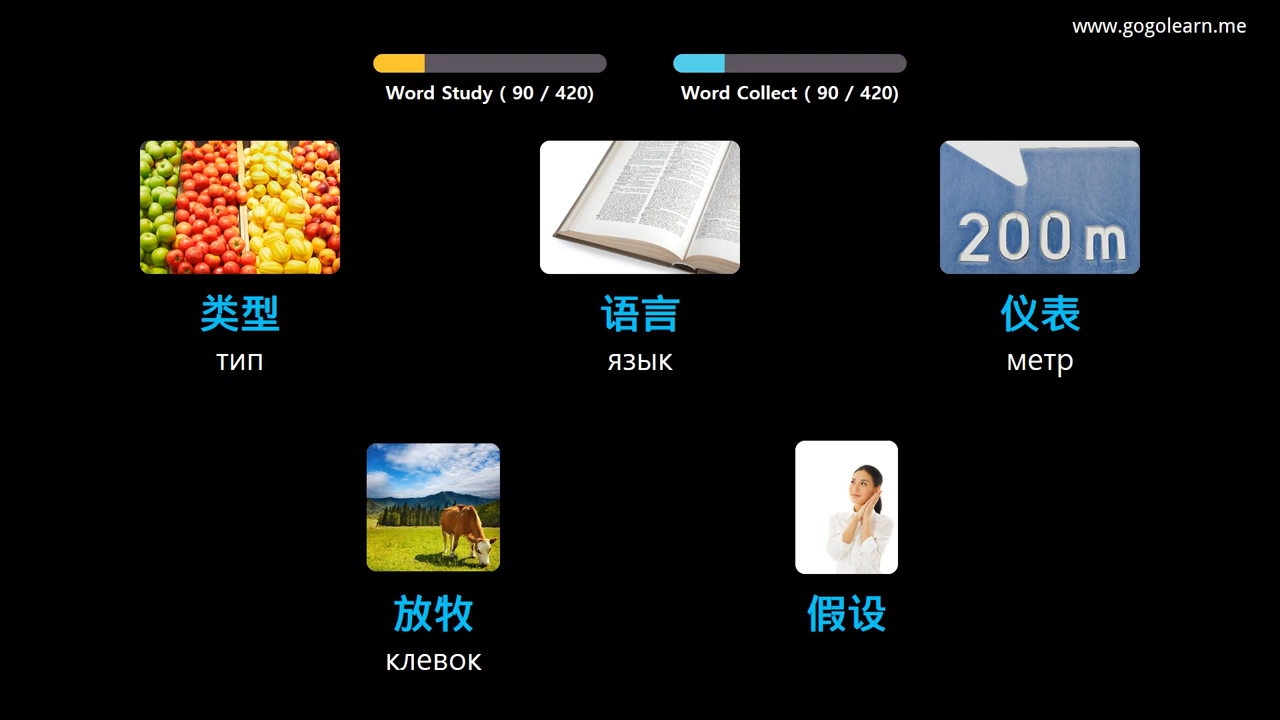 www.gogolearn.me
Word Study ( 90 / 420)
Word Collect ( 90 / 420)
200 m
类型
тип
语言
язык
仪表
метр
放牧
клевок
假设